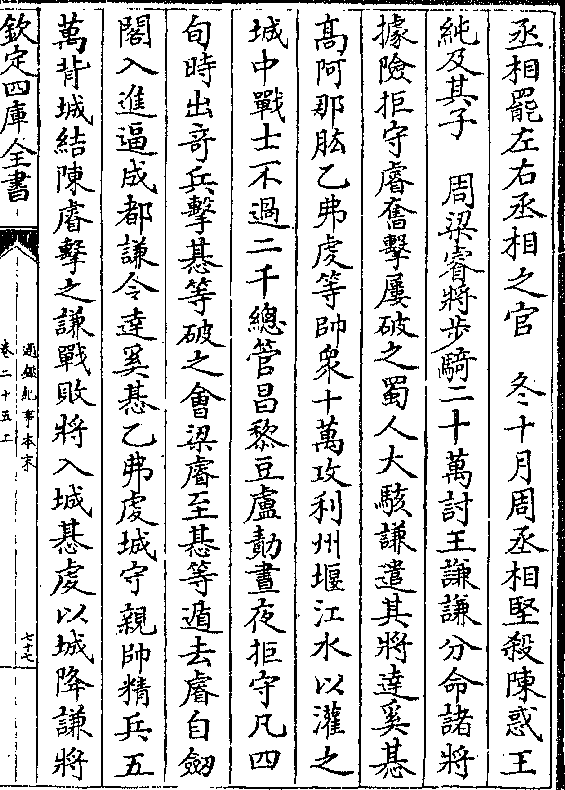 丞相罷左右丞相之官　冬十月周丞相堅殺陳惑王
純及其子　周梁睿將步騎二十萬討王謙謙分命諸將
據險拒守睿奮擊屢破之蜀人大駭謙遣其將達奚惎
高阿那肱乙弗䖍等帥衆十萬攻利州堰江水以灌之
城中戰士不過二千總管昌黎豆盧勣晝夜拒守凡四
旬時出奇兵擊惎等破之會梁睿至惎等遁去睿自劔
閣入進逼成都謙令達奚惎乙弗䖍城守親帥精兵五
萬背城結陳睿擊之謙戰敗將入城惎䖍以城降謙將
欽定四庫全書
通鑑紀事本末
卷二十五上
七十七